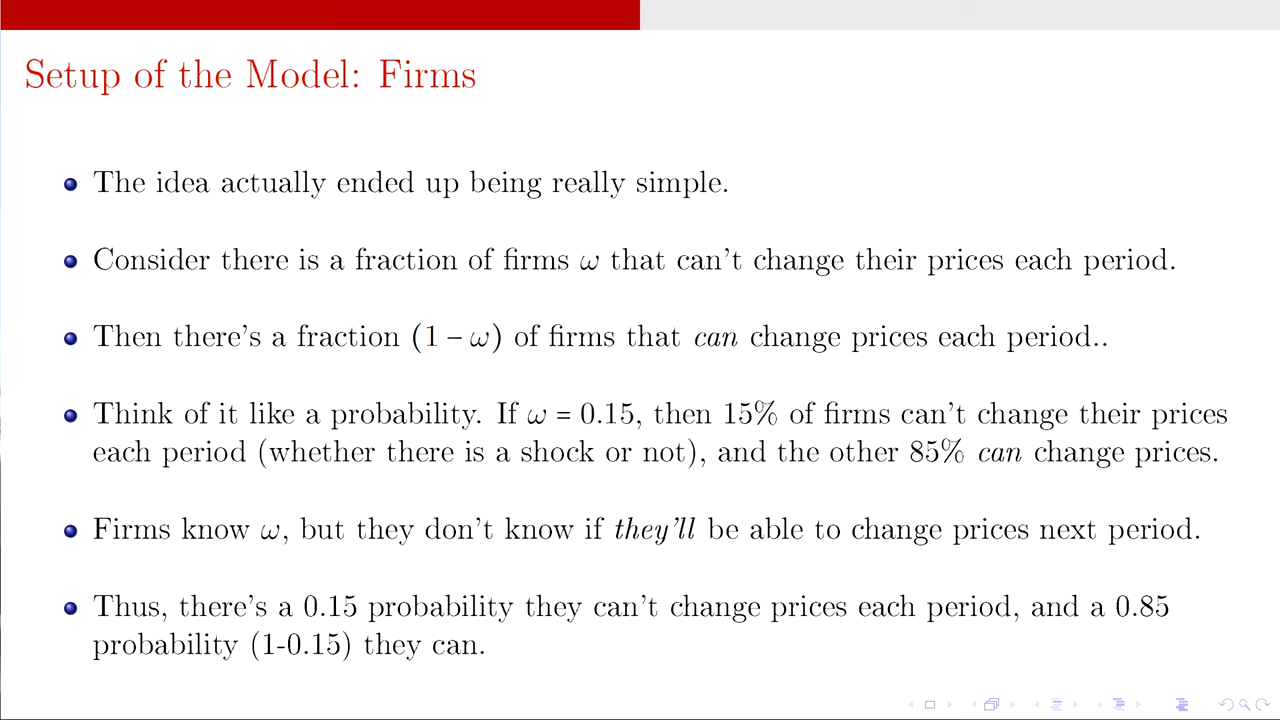 Setup of the Model: Firms
The idea actually ended up being really simple.
Consider there is a fraction of firms ω that can't change their prices each period.
Then there's a fraction (1 – ω) of firms that can change prices each period..
Think of it like a probability. If ω = 0.15, then 15% of firms can't change their prices
each period (whether there is a shock or not), and the other 85% can change prices.
Firms know ω, but they don't know if they'll be able to change prices next period.
Thus, there's a 0.15 probability they can't change prices each period, and a 0.85
probability (1-0.15) they can.